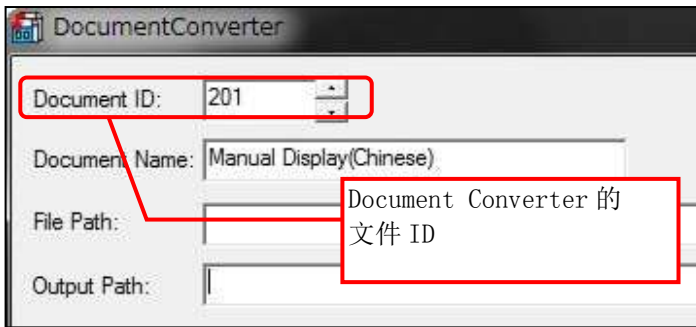 DocumentConverter
Document ID: 201
Document Name: Manual Display(Chinese)
Document Converter 的
文件 ID
File Path:
Output Path: